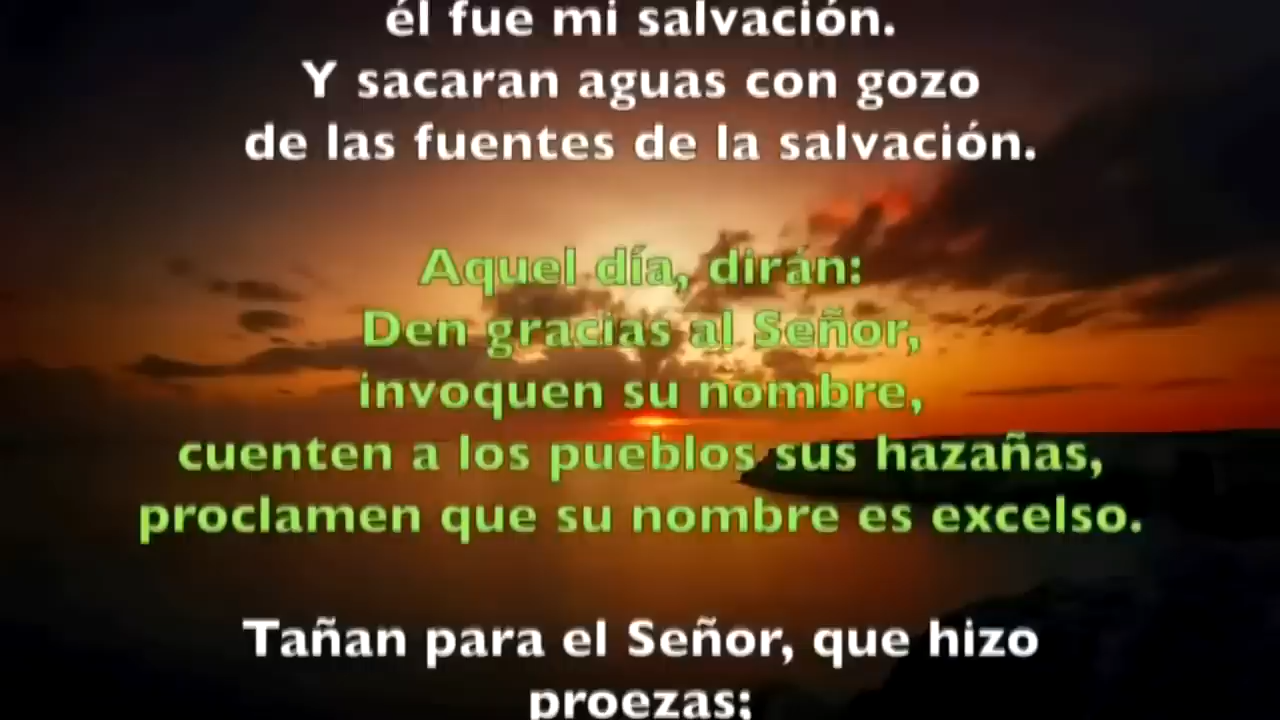 él fue mi salvación.
Y sacaran aguas con gozo
de las fuentes de la salvación.
Aquel día, dirán:
Den gracias al Señor,
invoquen su nombre,
cuenten a los pueblos sus hazañas,
proclamen que su nombre es excelso.
Tañan para el Señor, que hizo
proezas;